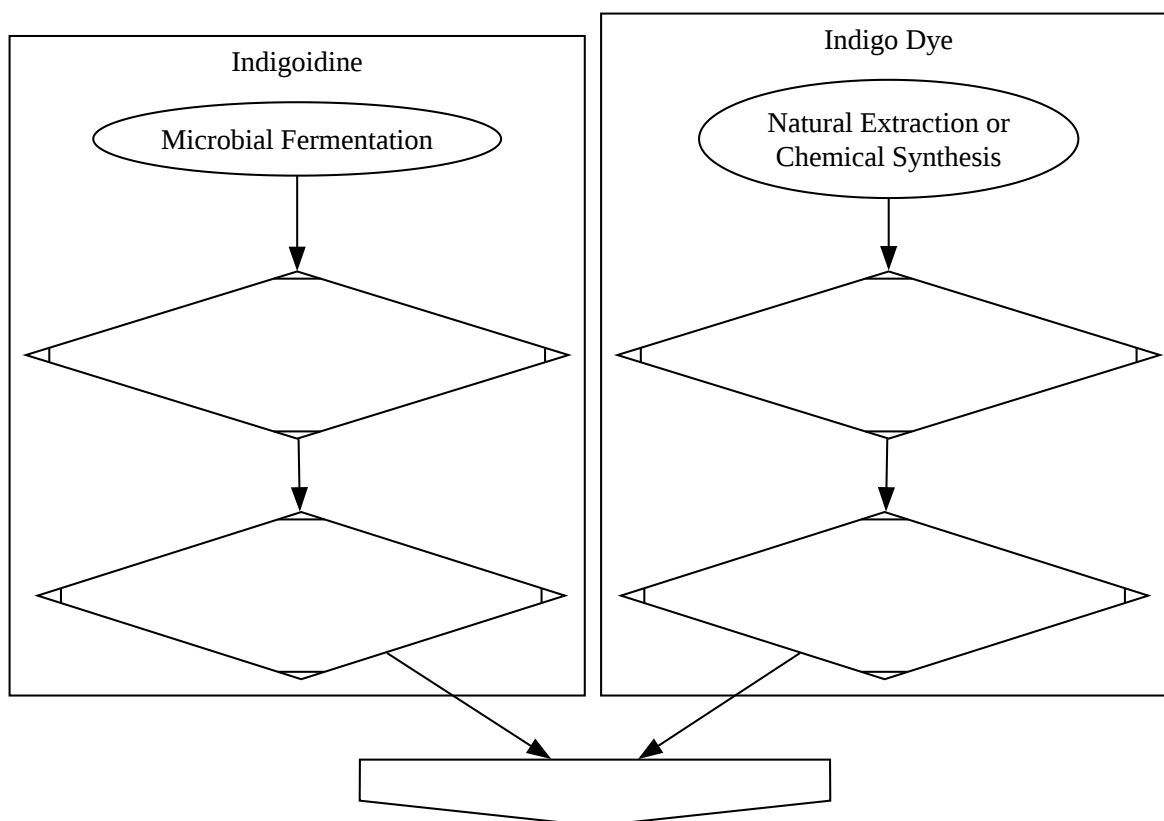 Indigoidine
Microbial Fermentation
Indigo Dye
Natural Extraction or
Chemical Synthesis